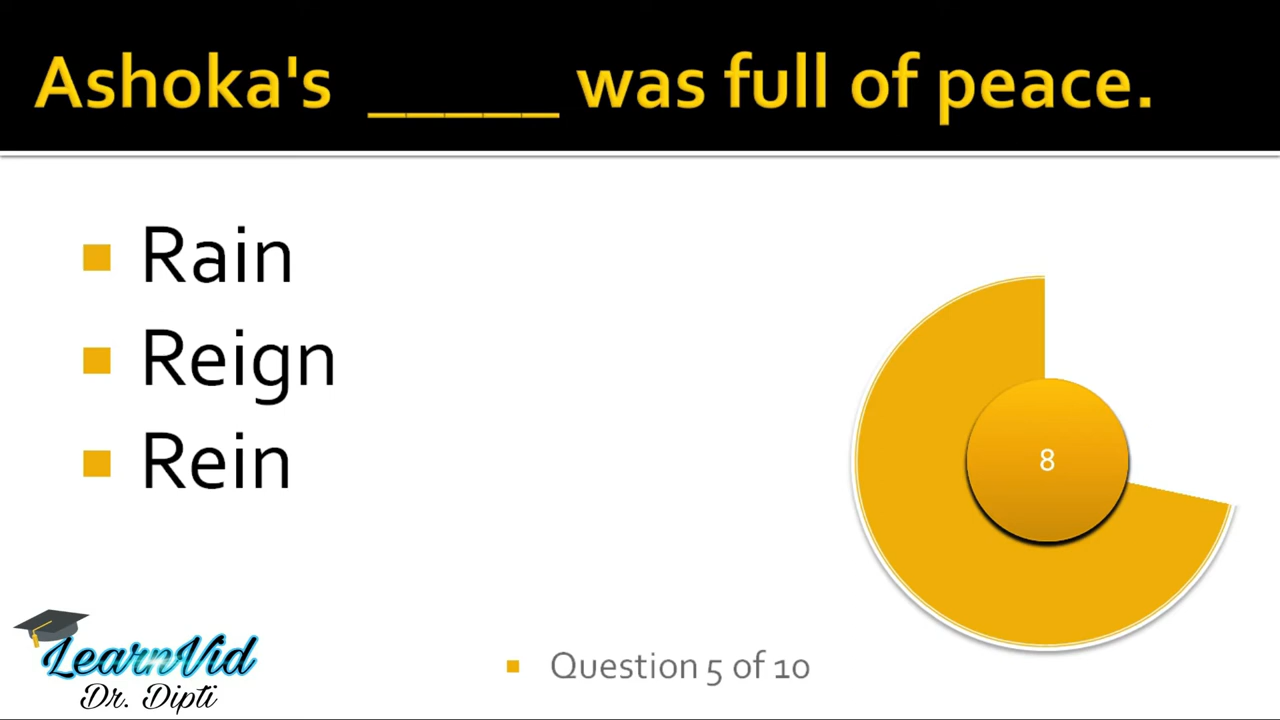 Ashoka's _____ was full of peace.
Rain
Reign
Rein
8
LearnVid
Dr. Dipti
Question 5 of 10